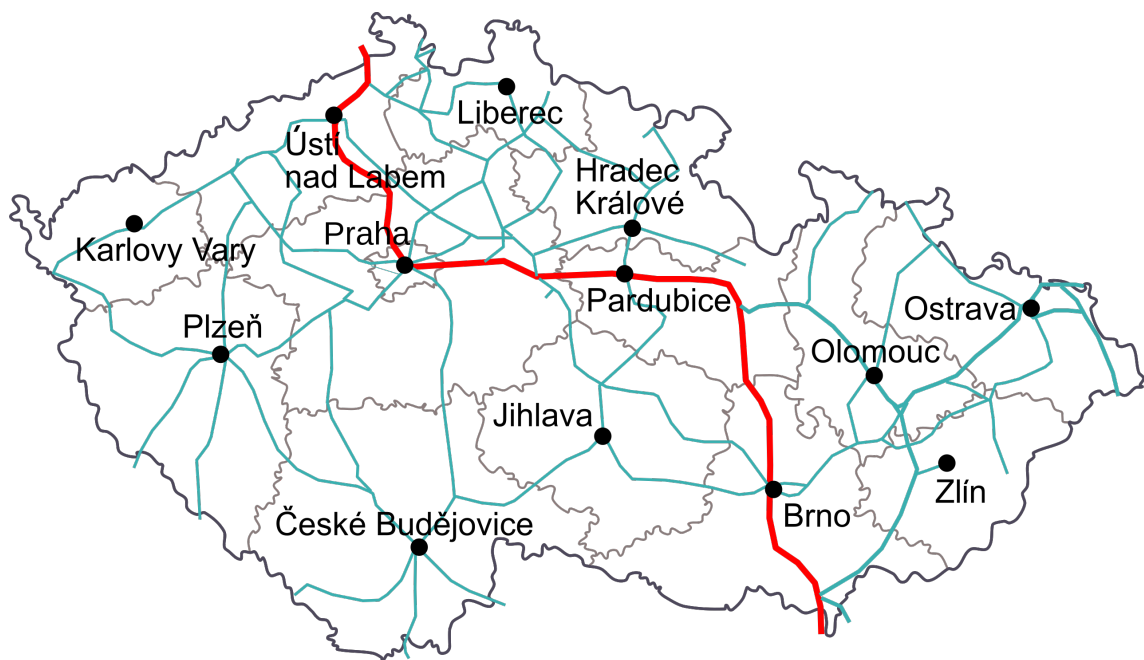 Liberec
Ústí
nad Labem
Hradec
Králové
Praha
Karlovy Vary
Pardubice
Ostrava
Plzeň
Olomouc
Jihlava
Zlín
Brno
České Budějovice